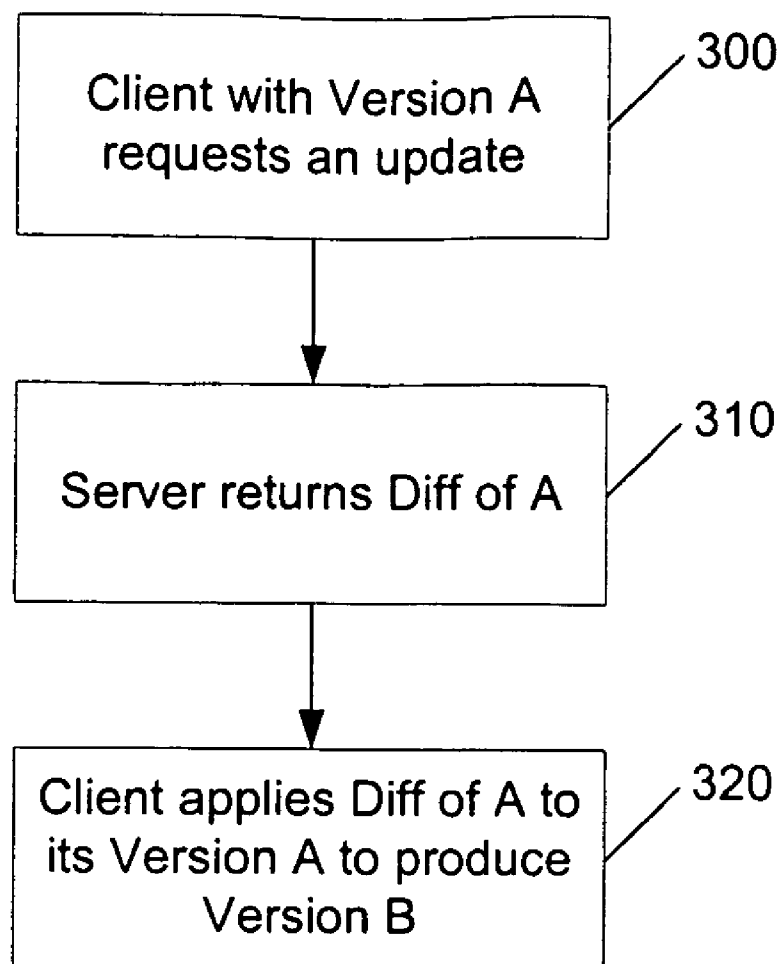 Client with Version A
requests an update
300
Server returns Diff of A
310
Client applies Diff of A to
its Version A to produce
Version B
320